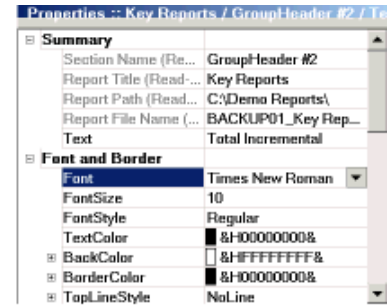 Properties :: Key Reports / GroupHeader #2 / Te
Summary
Section Name (Re... GroupHeader #2
Report Title (Read-... Key Reports
Report Path (Read... C:\Demo Reports\
Report File Name (... BACKUP01_Key Rep...
Text Total Incremental
Font and Border
Font Times New Roman
FontSize 10
FontStyle Regular
TextColor &H00000000&
BackColor &HFFFFFFFF&
BorderColor &H00000000&
TopLineStyle NoLine